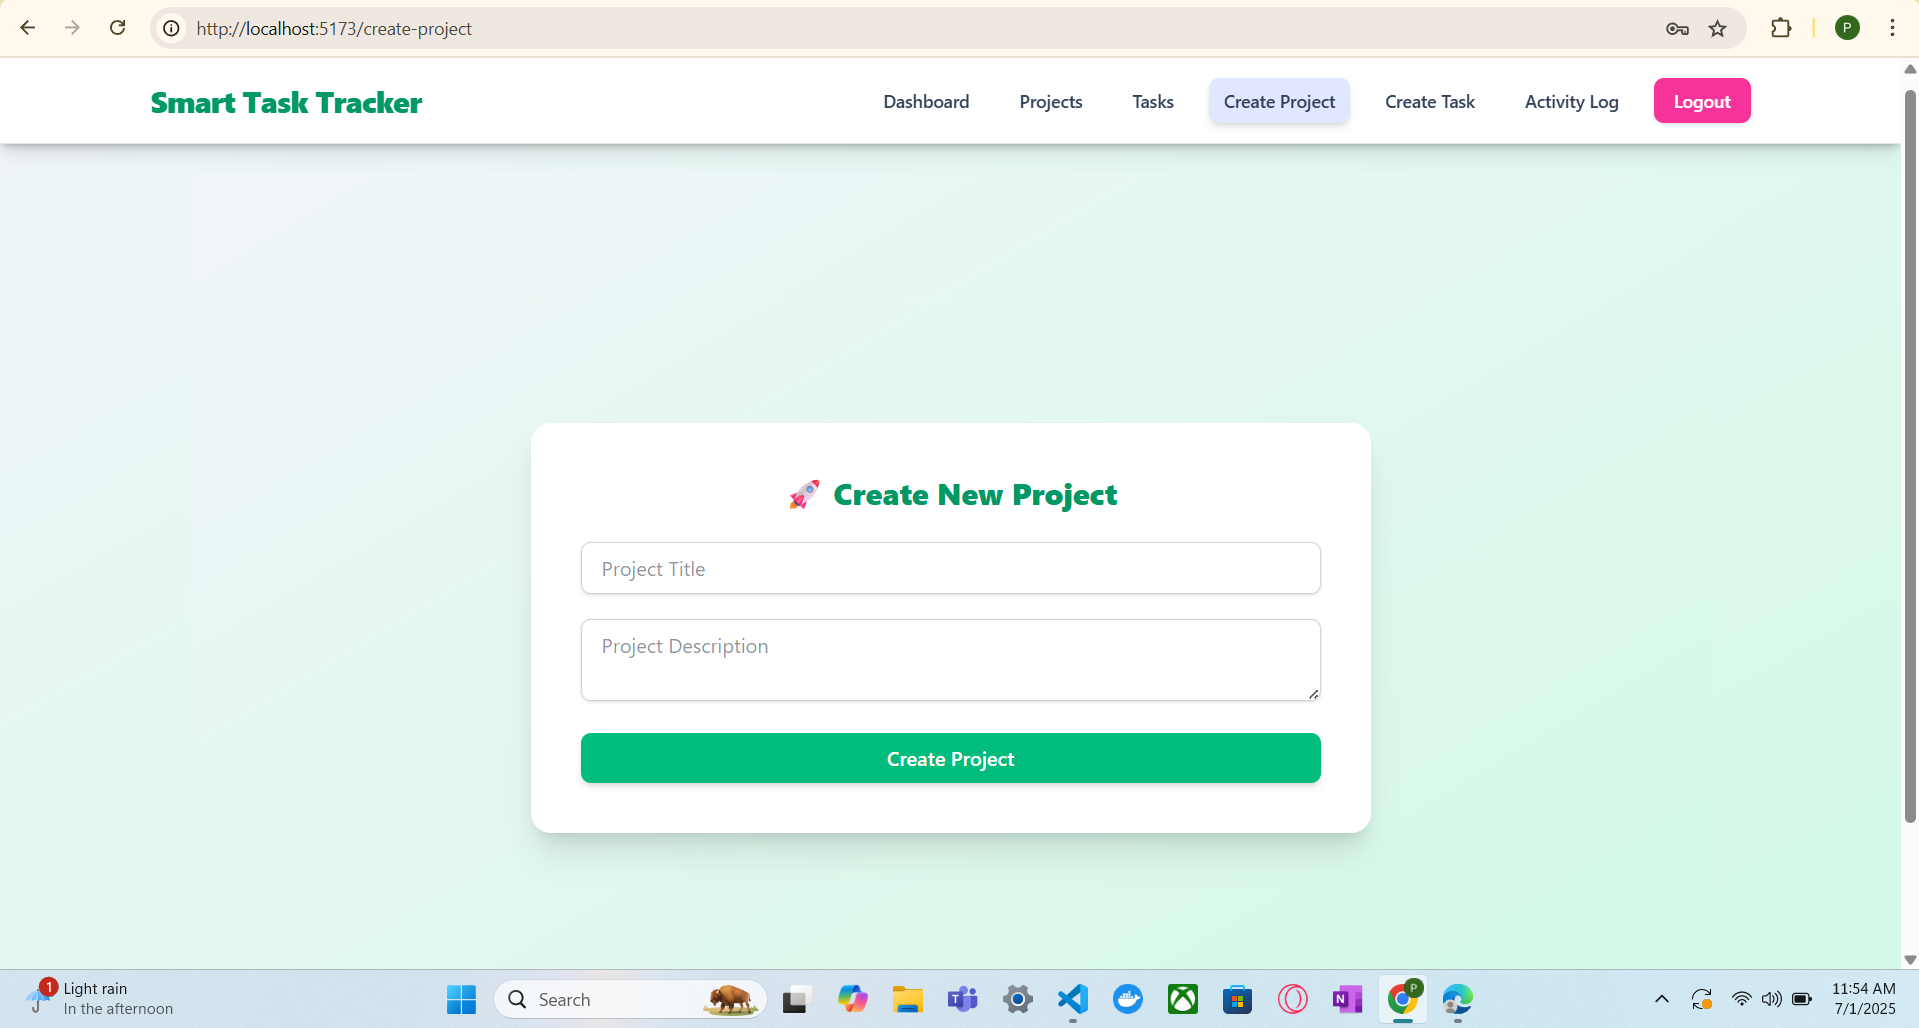 http://localhost:5173/create-project
P
Smart Task Tracker
Dashboard
Projects
Tasks
Create Project
Create Task
Activity Log
Logout
🚀 Create New Project
Project Title
Project Description
Create Project
1
Light rain
In the afternoon
Search
T
N
P
11:54 AM
7/1/2025